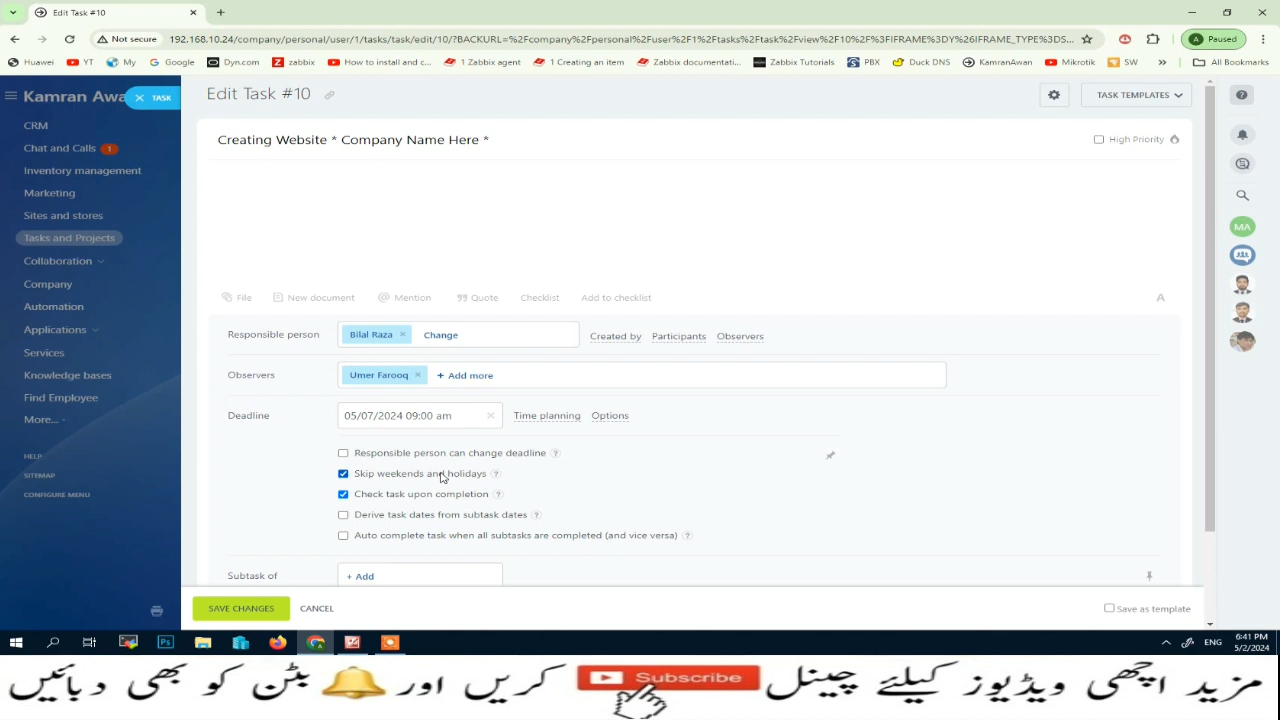 Edit Task #10
Not secure 192.168.10.24/company/personal/user/1/tasks/task/edit/10/?BACKURL=%2Fcompany%2Fpersonal%2Fuser%2F1%2Ftasks%2Ftask%2Fview%2F10%2F%3FIFRAME%3DY%26IFRAME_TYPE%3DS... A Paused
Huawei YT My Google Dyn.com zabbix How to install and c... 1 Zabbix agent 1 Creating an item Zabbix documentati... Zabbix Tutorials PBX Duck DNS KamranAwan Mikrotik SW » All Bookmarks
Kamran Awa
TASK
CRM
Chat and Calls 1
Inventory management
Marketing
Sites and stores
Tasks and Projects
Collaboration
Company
Automation
Applications
Services
Knowledge bases
Find Employee
More...
HELP
SITEMAP
CONFIGURE MENU
Edit Task #10
TASK TEMPLATES
Creating Website * Company Name Here *
High Priority
File New document Mention Quote Checklist Add to checklist A
Responsible person Bilal Raza × Change Created by Participants Observers
Observers Umer Farooq × + Add more
Deadline 05/07/2024 09:00 am Time planning Options
Responsible person can change deadline ?
Skip weekends and holidays ?
Check task upon completion ?
Derive task dates from subtask dates ?
Auto complete task when all subtasks are completed (and vice versa) ?
Subtask of + Add
SAVE CHANGES CANCEL Save as template
MA
Ps
ENG
6:41 PM
5/2/2024
مزید اچھی ویڈیوز کیلئے چینل Subscribe کریں اور بٹن کو بھی دبائیں